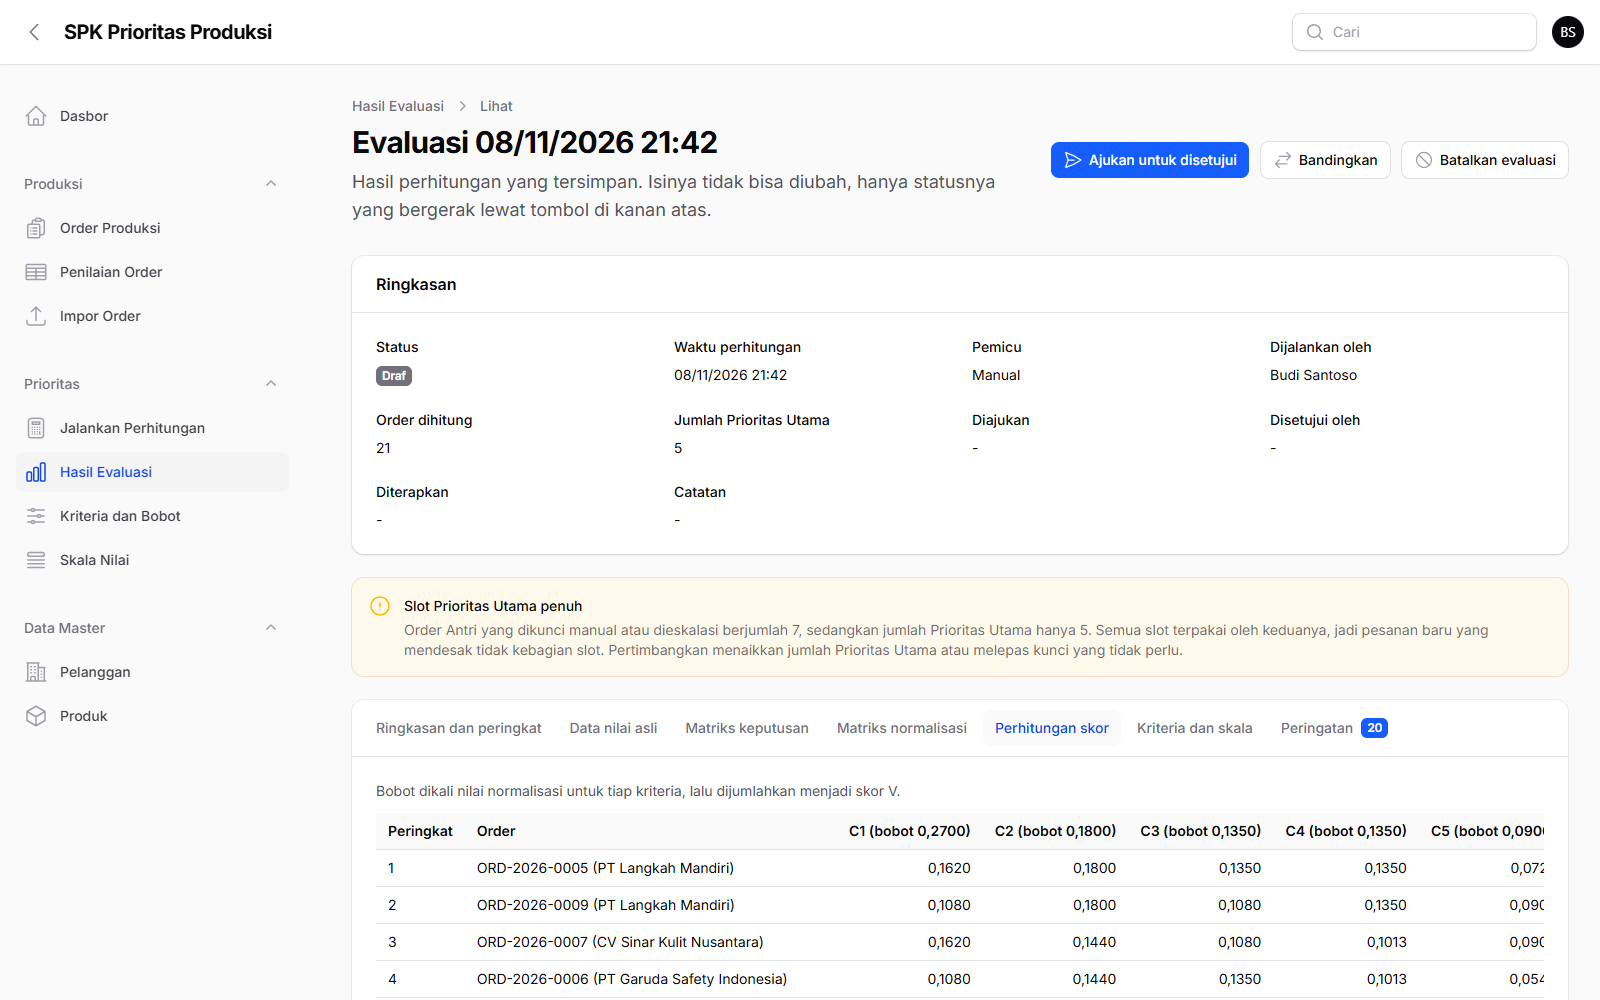 SPK Prioritas Produksi
Cari
BS
Dasbor
Produksi
Order Produksi
Penilaian Order
Impor Order
Prioritas
Jalankan Perhitungan
Hasil Evaluasi
Kriteria dan Bobot
Skala Nilai
Data Master
Pelanggan
Produk
Hasil Evaluasi > Lihat
Evaluasi 08/11/2026 21:42
Hasil perhitungan yang tersimpan. Isinya tidak bisa diubah, hanya statusnya
yang bergerak lewat tombol di kanan atas.
Ajukan untuk disetujui
Bandingkan
Batalkan evaluasi
Ringkasan
Status Waktu perhitungan Pemicu Dijalankan oleh
Draf 08/11/2026 21:42 Manual Budi Santoso
Order dihitung Jumlah Prioritas Utama Diajukan Disetujui oleh
21 5 - -
Diterapkan Catatan
- -
Slot Prioritas Utama penuh
Order Antri yang dikunci manual atau dieskalasi berjumlah 7, sedangkan jumlah Prioritas Utama hanya 5. Semua slot terpakai oleh keduanya, jadi pesanan baru yang
mendesak tidak kebagian slot. Pertimbangkan menaikkan jumlah Prioritas Utama atau melepas kunci yang tidak perlu.
Ringkasan dan peringkat Data nilai asli Matriks keputusan Matriks normalisasi Perhitungan skor Kriteria dan skala Peringatan 20
Bobot dikali nilai normalisasi untuk tiap kriteria, lalu dijumlahkan menjadi skor V.
Peringkat Order C1 (bobot 0,2700) C2 (bobot 0,1800) C3 (bobot 0,1350) C4 (bobot 0,1350) C5 (bobot 0,090
1 ORD-2026-0005 (PT Langkah Mandiri) 0,1620 0,1800 0,1350 0,1350 0,072
2 ORD-2026-0009 (PT Langkah Mandiri) 0,1080 0,1800 0,1080 0,1350 0,090
3 ORD-2026-0007 (CV Sinar Kulit Nusantara) 0,1620 0,1440 0,1080 0,1013 0,090
4 ORD-2026-0006 (PT Garuda Safety Indonesia) 0,1080 0,1440 0,1350 0,1013 0,054